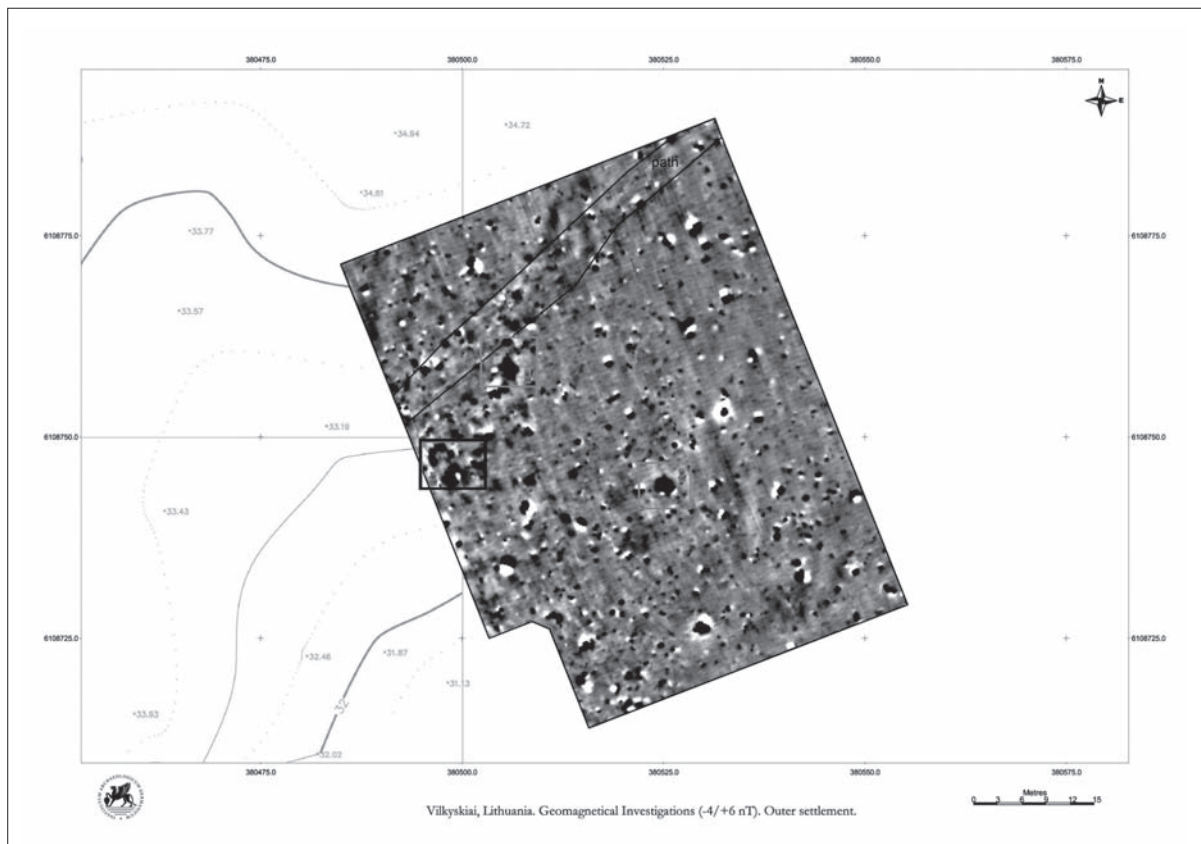 380475.0 380500.0 380525.0 380550.0 380575.0
N
E
+34.94 +34.72
path
+34.81
6108775.0 +33.77 6108775.0
+33.57
+33.19
6108750.0 6108750.0
+33.43
6108725.0 6108725.0
+32.46 +31.87
+31.13
32
+33.83
+32.02
380475.0 380500.0 380525.0 380550.0 380575.0
Metres
0 3 6 9 12 15
Vilkyskiai, Lithuania. Geomagnetical Investigations (-4/+6 nT). Outer settlement.